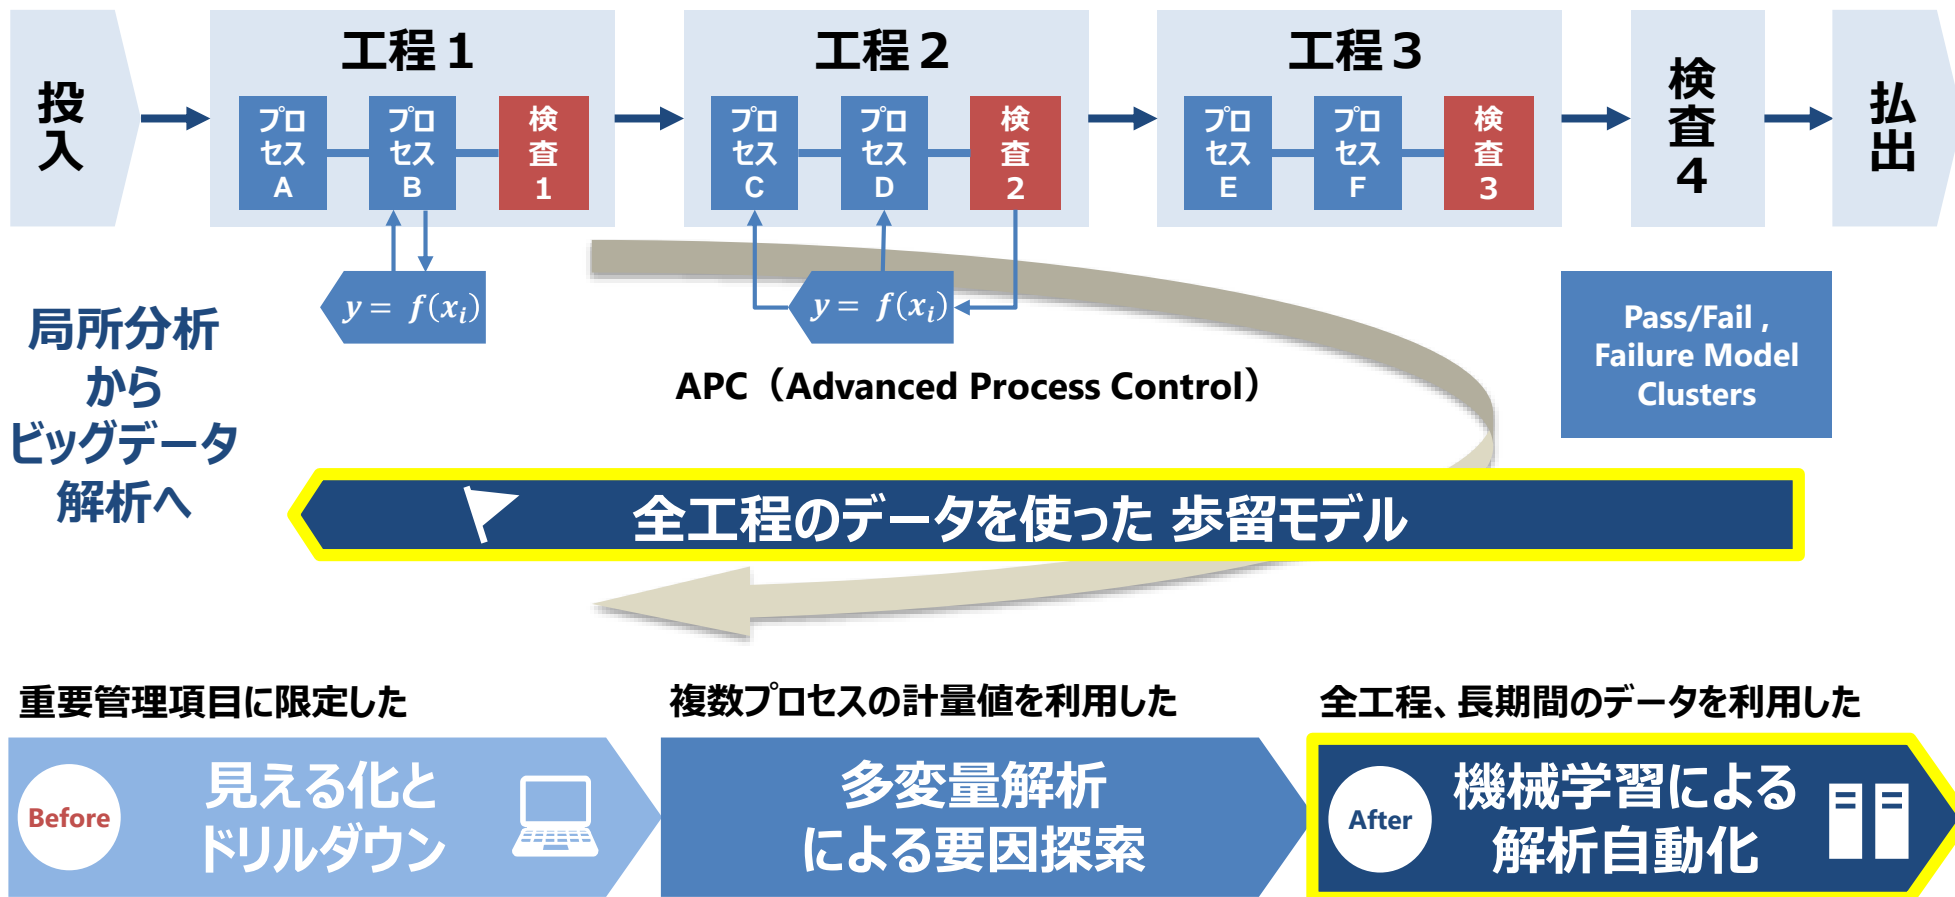 投入
工程１
プロセスA
プロセスB
検査1
工程２
プロセスC
プロセスD
検査2
工程３
プロセスE
プロセスF
検査3
検査4
払出
y = f(xᵢ)
y = f(xᵢ)
APC（Advanced Process Control）
Pass/Fail ,
Failure Model
Clusters
局所分析
から
ビッグデータ
解析へ
全工程のデータを使った 歩留モデル
重要管理項目に限定した
Before
見える化と
ドリルダウン
複数プロセスの計量値を利用した
多変量解析
による要因探索
全工程、長期間のデータを利用した
After
機械学習による
解析自動化